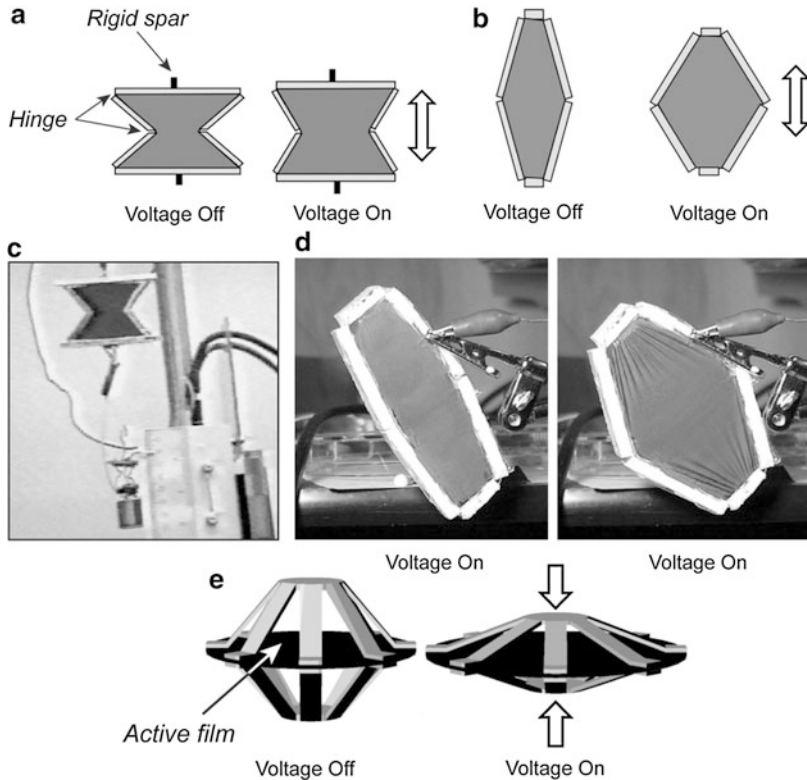 a
Rigid spar
Hinge
Voltage Off
Voltage On
b
Voltage Off
Voltage On
c
d
Voltage On
Voltage On
e
Active film
Voltage Off
Voltage On